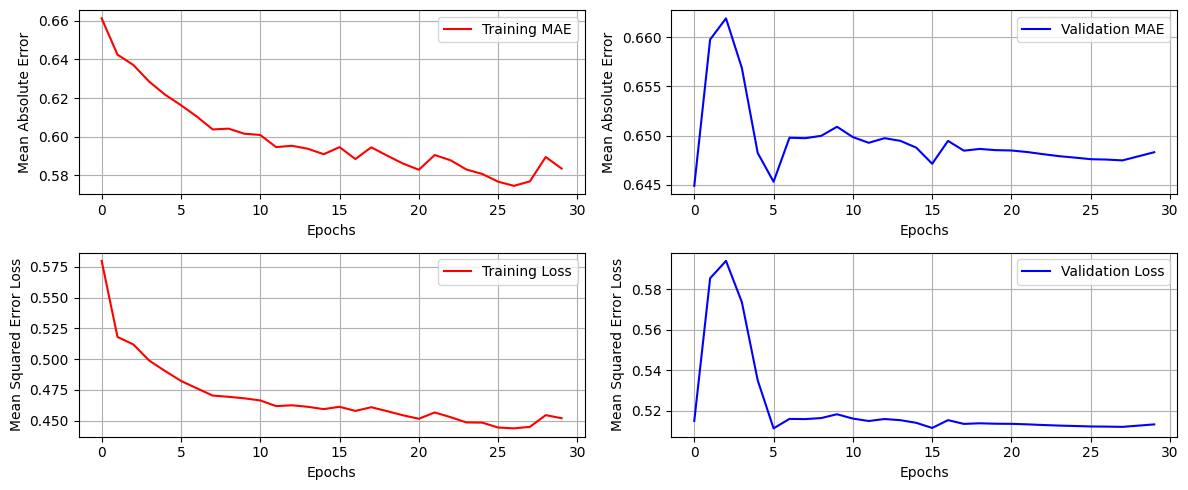 Mean Absolute Error
0.66
0.64
0.62
0.60
0.58
Training MAE
0 5 10 15 20 25 30
Epochs
Mean Absolute Error
0.660
0.655
0.650
0.645
Validation MAE
0 5 10 15 20 25 30
Epochs
Mean Squared Error Loss
0.575
0.550
0.525
0.500
0.475
0.450
Training Loss
0 5 10 15 20 25 30
Epochs
Mean Squared Error Loss
0.58
0.56
0.54
0.52
Validation Loss
0 5 10 15 20 25 30
Epochs